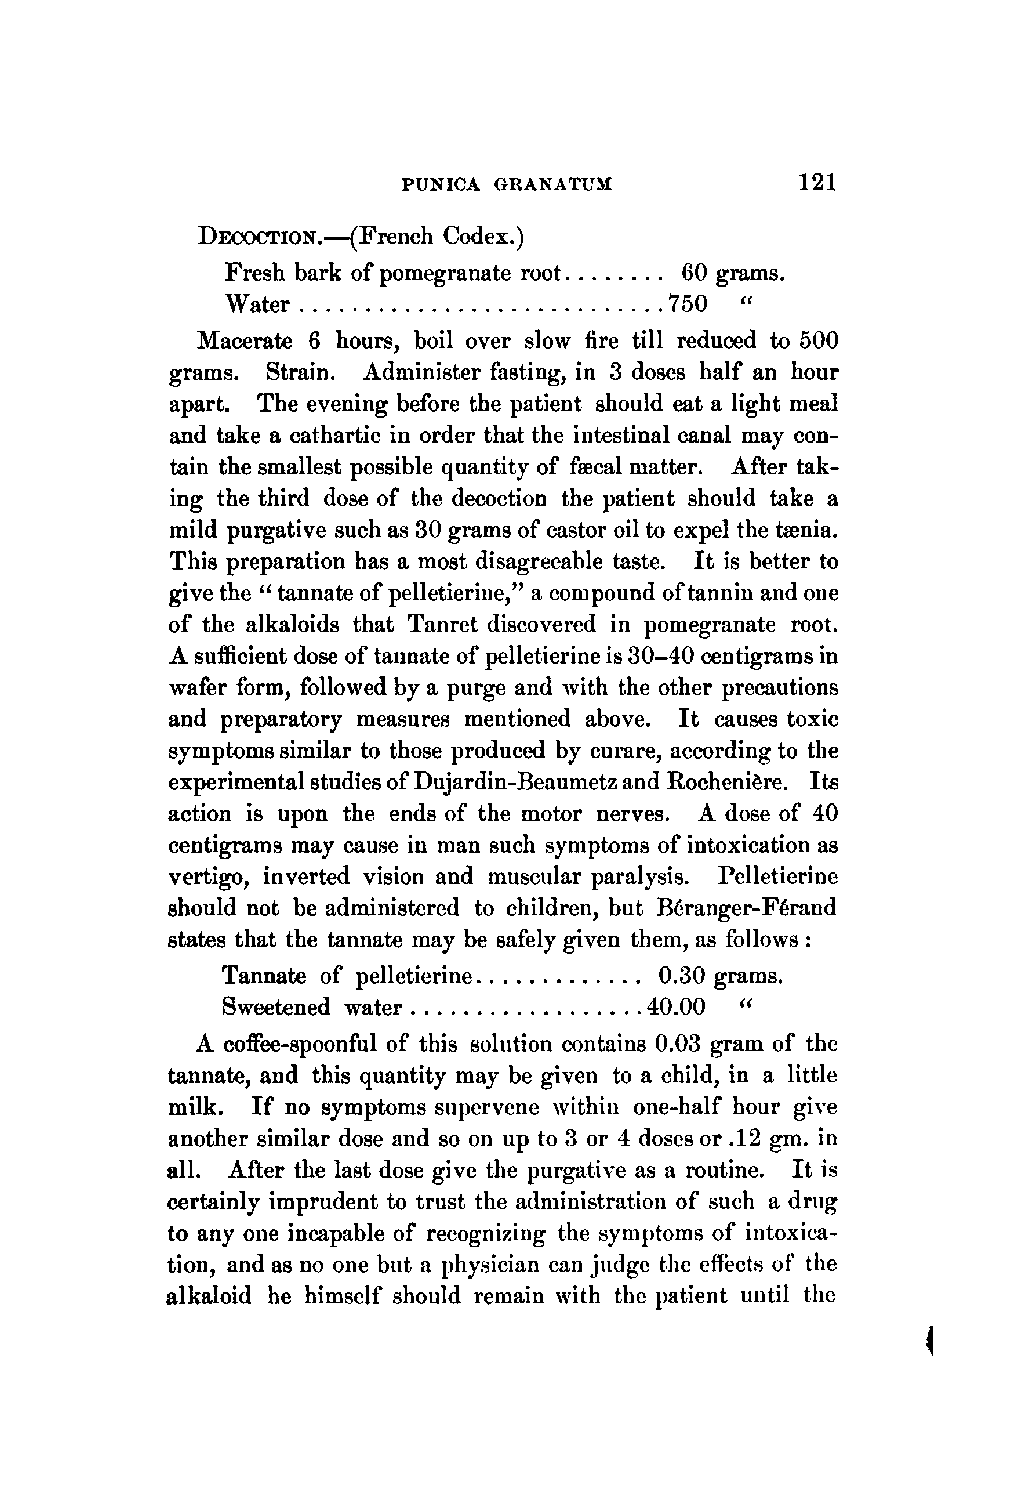 PUNICA GRANATUM 121
DECOCTION.—(French Codex.)
Fresh bark of pomegranate root........ 60 grams.
Water ............................750 “
Macerate 6 hours, boil over slow fire till reduced to 500
grams. Strain. Administer fasting, in 3 doses half an hour
apart. The evening before the patient should eat a light meal
and take a cathartic in order that the intestinal canal may con-
tain the smallest possible quantity of fæcal matter. After tak-
ing the third dose of the decoction the patient should take a
mild purgative such as 30 grams of castor oil to expel the tænia.
This preparation has a most disagreeable taste. It is better to
give the “tannate of pelletierine,” a compound of tannin and one
of the alkaloids that Tanret discovered in pomegranate root.
A sufficient dose of tannate of pelletierine is 30–40 centigrams in
wafer form, followed by a purge and with the other precautions
and preparatory measures mentioned above. It causes toxic
symptoms similar to those produced by curare, according to the
experimental studies of Dujardin-Beaumetz and Rochenière. Its
action is upon the ends of the motor nerves. A dose of 40
centigrams may cause in man such symptoms of intoxication as
vertigo, inverted vision and muscular paralysis. Pelletierine
should not be administered to children, but Béranger-Férand
states that the tannate may be safely given them, as follows:
Tannate of pelletierine............. 0.30 grams.
Sweetened water ..................40.00 “
A coffee-spoonful of this solution contains 0.03 gram of the
tannate, and this quantity may be given to a child, in a little
milk. If no symptoms supervene within one-half hour give
another similar dose and so on up to 3 or 4 doses or .12 gm. in
all. After the last dose give the purgative as a routine. It is
certainly imprudent to trust the administration of such a drug
to any one incapable of recognizing the symptoms of intoxica-
tion, and as no one but a physician can judge the effects of the
alkaloid he himself should remain with the patient until the